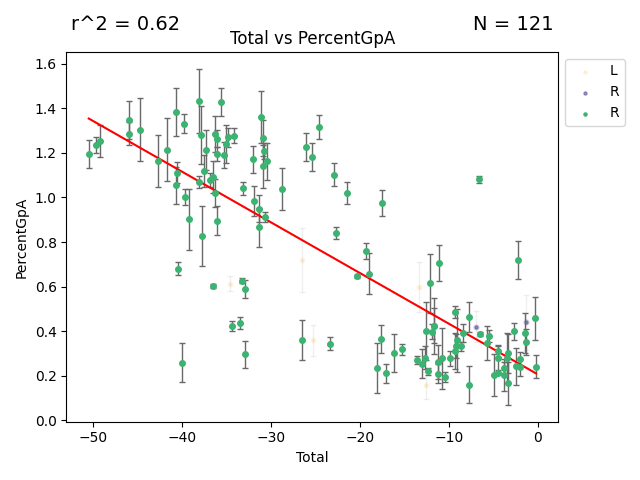 r^2 = 0.62
N = 121
Total vs PercentGpA
L
R
R
PercentGpA
1.6
1.4
1.2
1.0
0.8
0.6
0.4
0.2
0.0
−50
−40
−30
−20
−10
0
Total